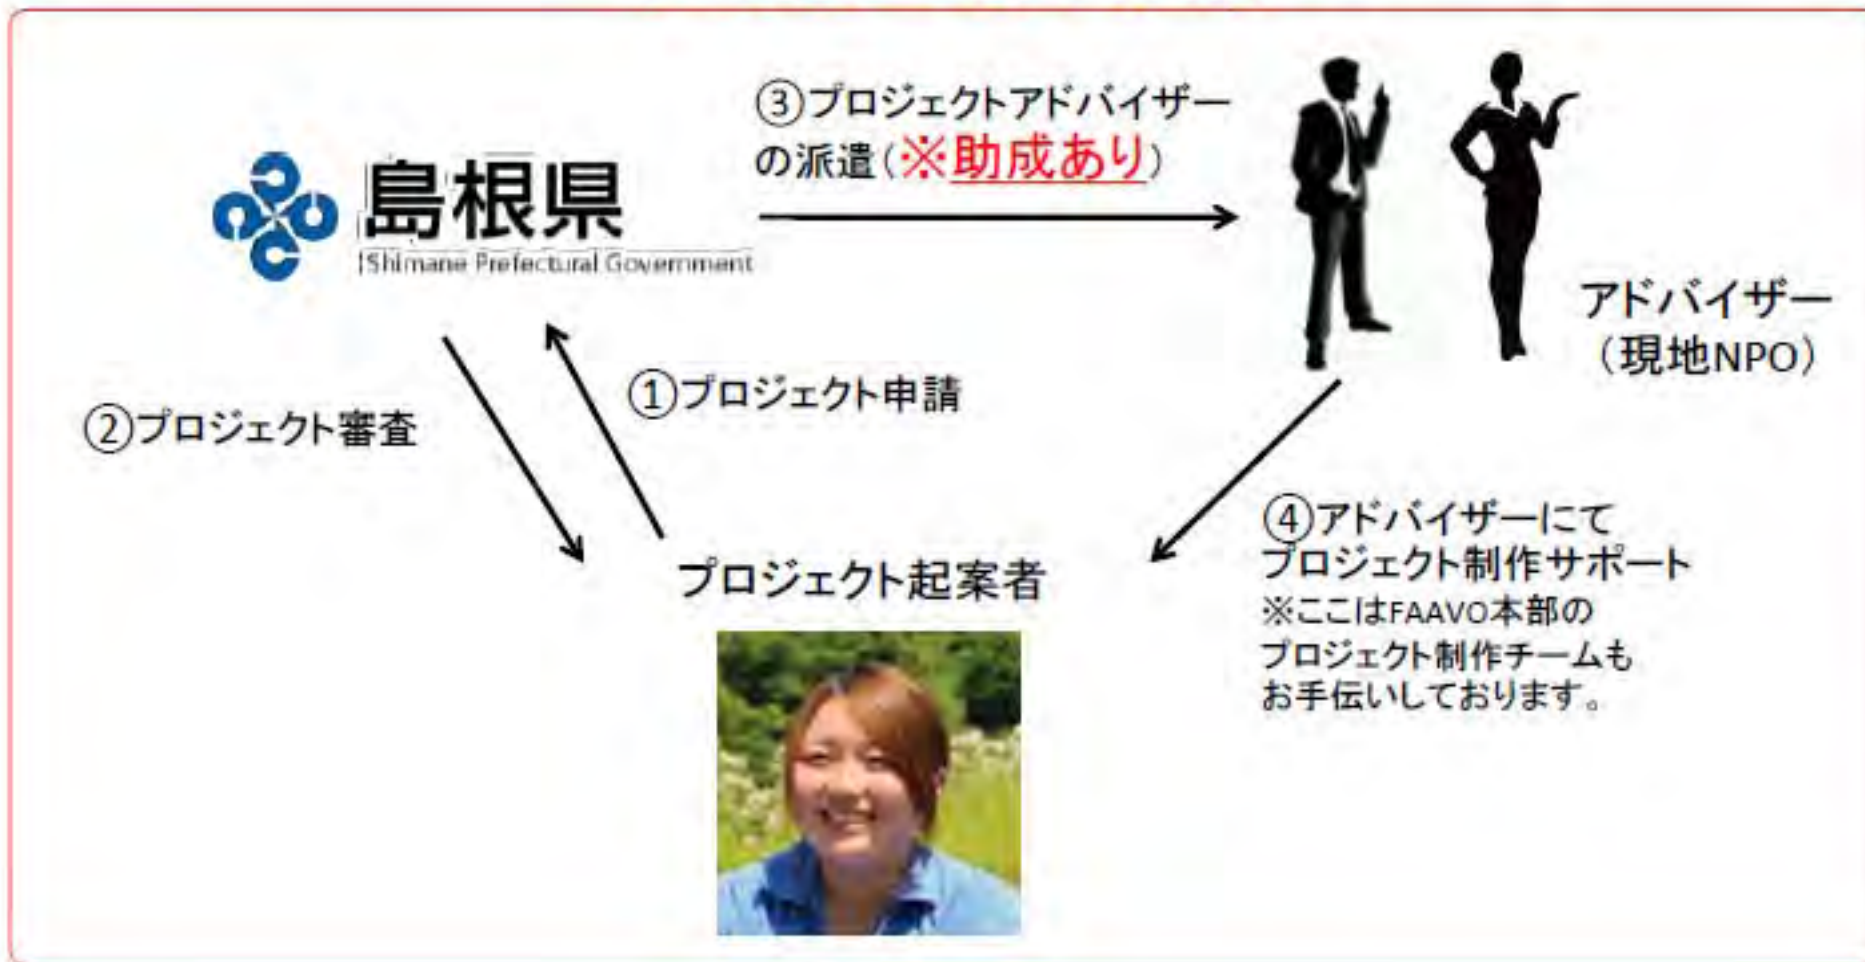 ③プロジェクトアドバイザー
の派遣(※助成あり)
島根県
Shimane Prefectural Government
アドバイザー
(現地NPO)
①プロジェクト申請
②プロジェクト審査
プロジェクト起案者
④アドバイザーにて
プロジェクト制作サポート
※ここはFAAVO本部の
プロジェクト制作チームも
お手伝いしております。